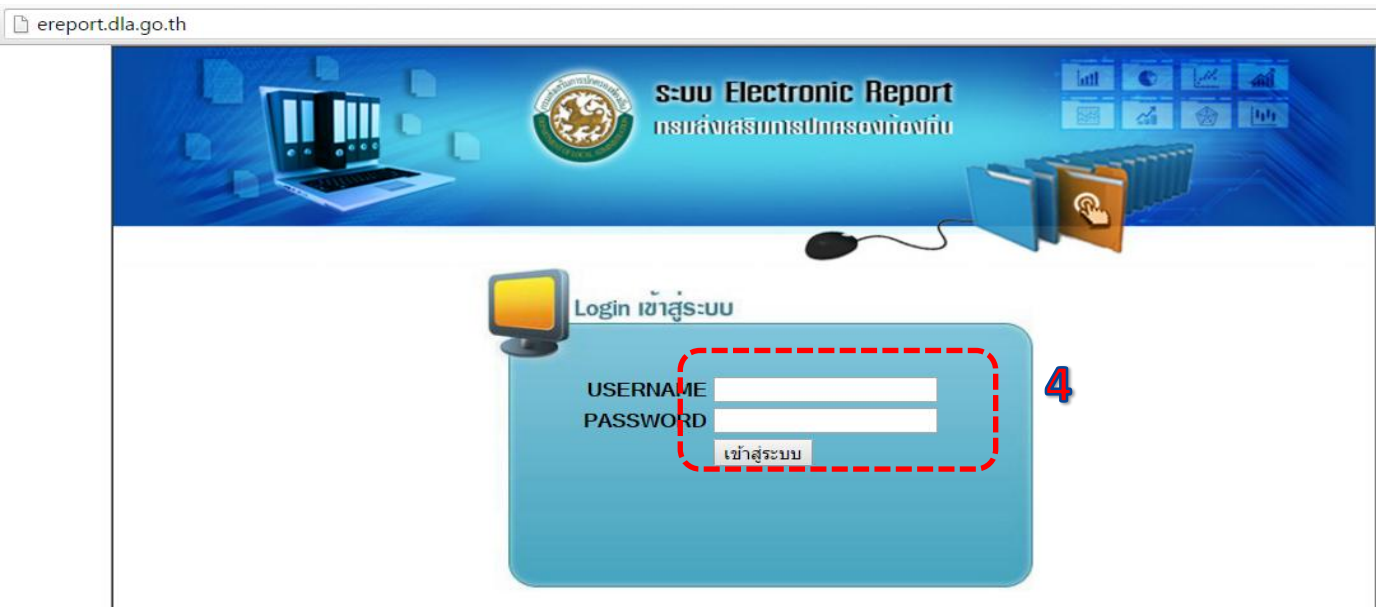 ereport.dla.go.th
ระบบ Electronic Report
กรมส่งเสริมการปกครองท้องถิ่น
Login เข้าสู่ระบบ
USERNAME
4
PASSWORD
เข้าสู่ระบบ